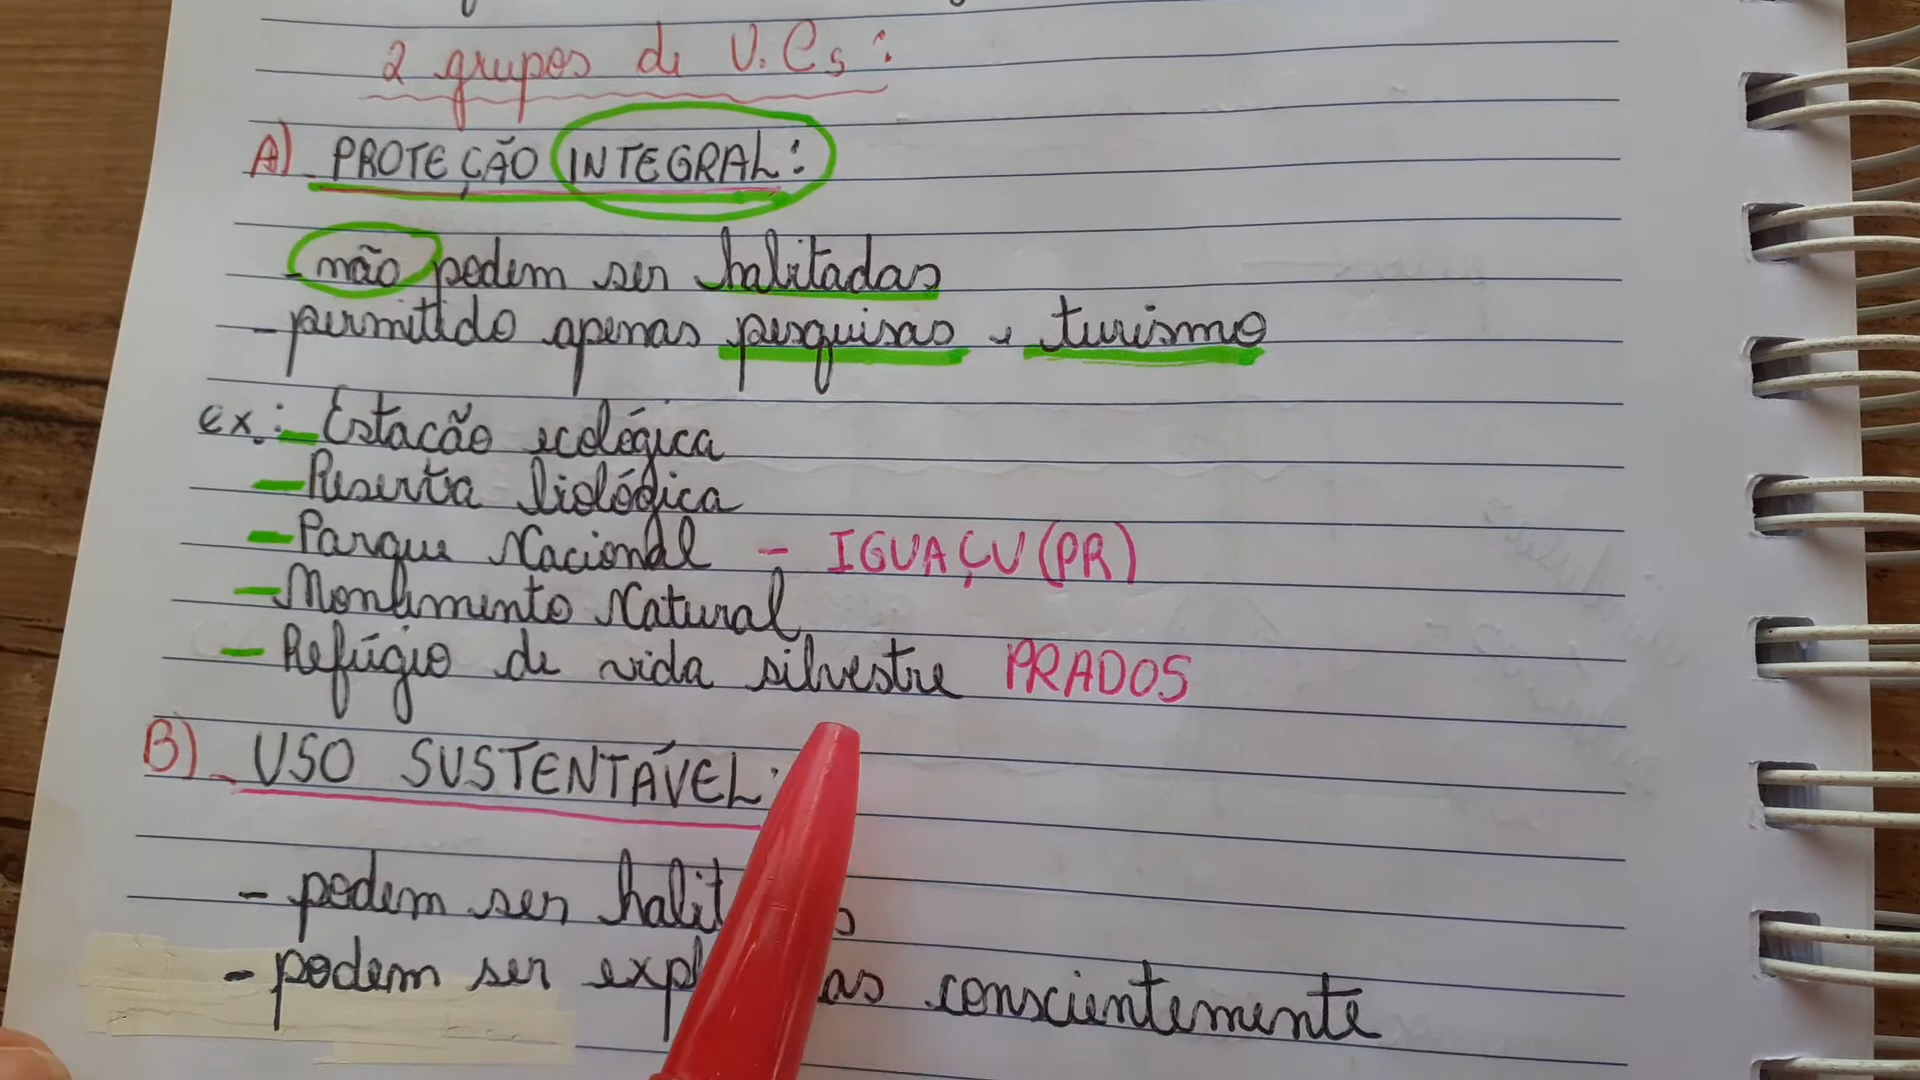 2 grupos de U.Cs:
A) PROTEÇÃO INTEGRAL:
- não podem ser habitadas
- permitido apenas pesquisas e turismo
ex.: - Estacão ecológica
- Reserva biológica
- Parque Nacional - IGUAÇU (PR)
- Monumento Natural
- Refúgio de vida silvestre PRADOS
B) USO SUSTENTÁVEL:
- podem ser
- podem ser conscientemente